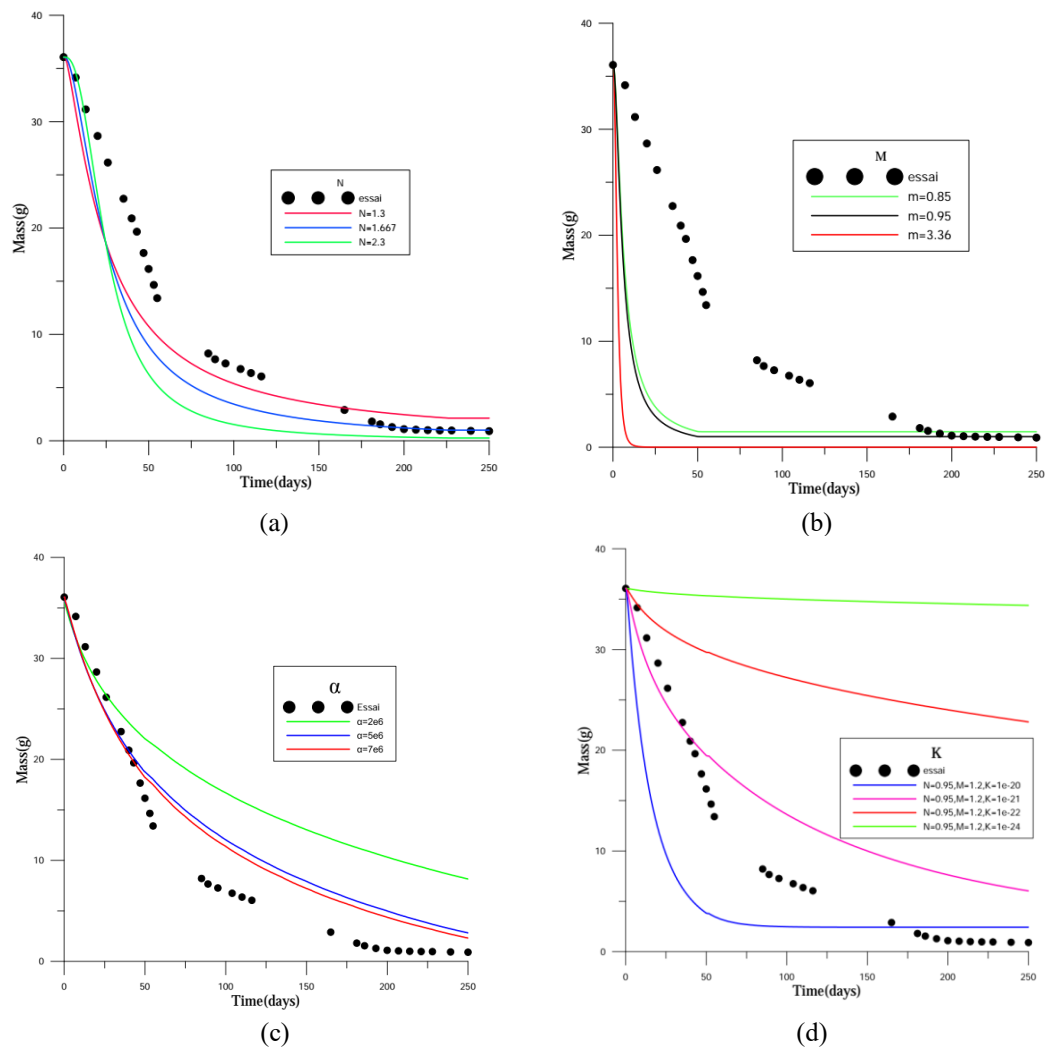 40
30
20
10
0
Mass(g)
N
essai
N=1.3
N=1.667
N=2.3
0 50 100 150 200 250
Time(days)
(a)
40
30
20
10
0
Mass(g)
M
essai
m=0.85
m=0.95
m=3.36
0 50 100 150 200 250
Time(days)
(b)
40
30
20
10
0
Mass(g)
α
Essai
α=2e6
α=5e6
α=7e6
0 50 100 150 200 250
Time(days)
(c)
40
30
20
10
0
Mass(g)
K
essai
N=0.95,M=1.2,K=1e-20
N=0.95,M=1.2,K=1e-21
N=0.95,M=1.2,K=1e-22
N=0.95,M=1.2,K=1e-24
0 50 100 150 200 250
Time(days)
(d)